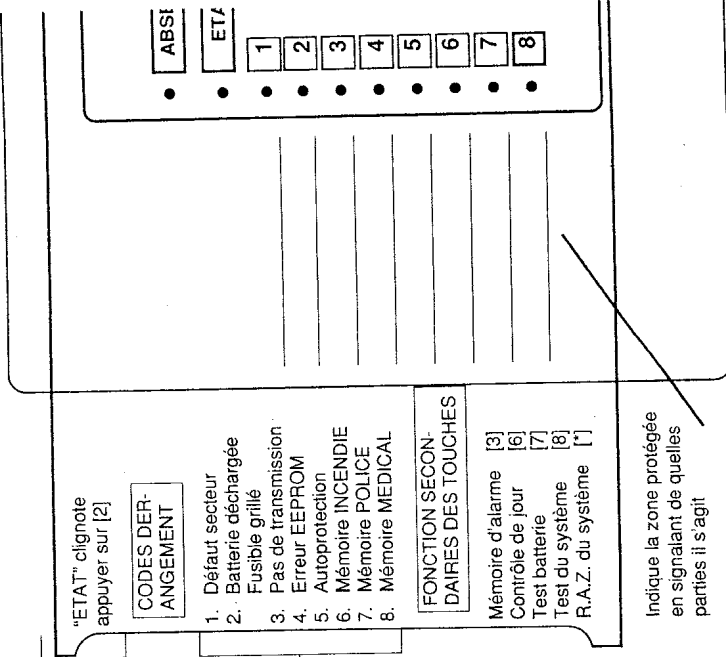 "ETAT" clignote
appuyer sur [2]
CODES DER-
ANGEMENT
1. Défaut secteur
2. Batterie déchargée
Fusible grillé
3. Pas de transmission
4. Erreur EEPROM
5. Autoprotection
6. Mémoire INCENDIE
7. Mémoire POLICE
8. Mémoire MEDICAL
FONCTION SECON-
DAIRES DES TOUCHES
Mémoire d'alarme [3]
Contrôle de jour [6]
Test batterie [7]
Test du système [8]
R.A.Z. du système [*]
Indique la zone protégée
en signalant de quelles
parties il s'agit
1
2
3
4
5
6
7
8